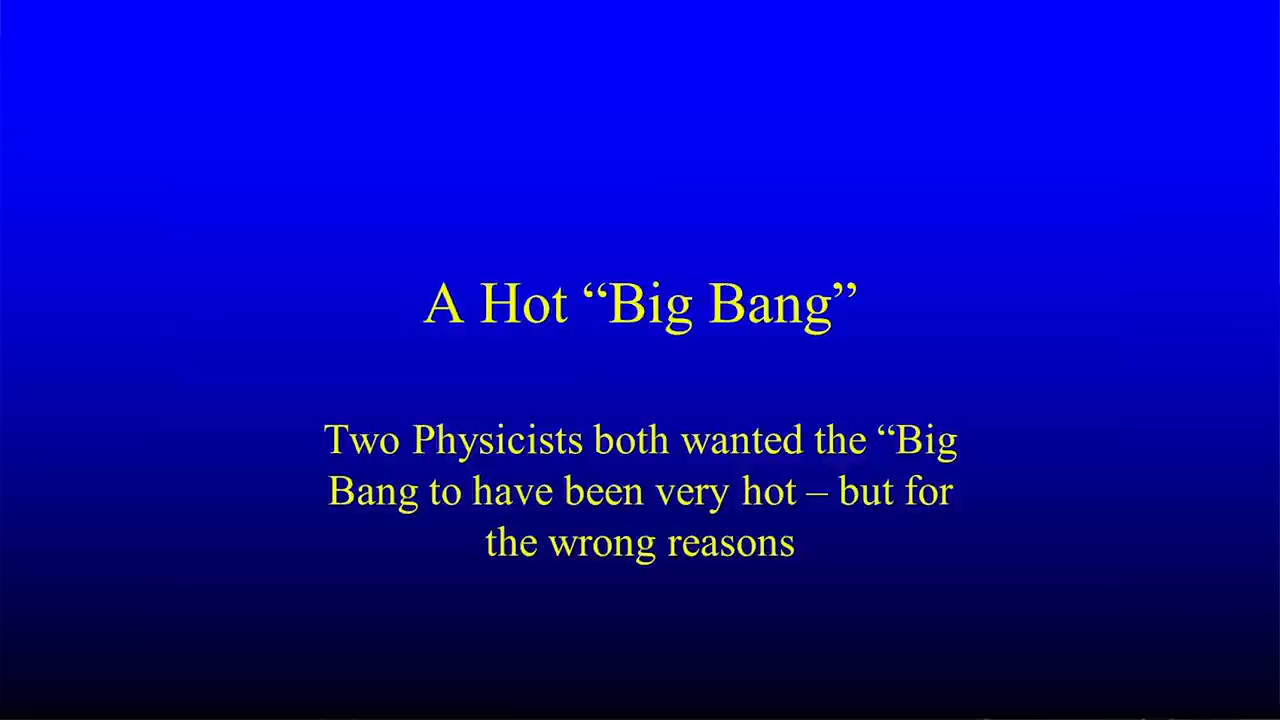 A Hot “Big Bang”
Two Physicists both wanted the “Big
Bang to have been very hot – but for
the wrong reasons